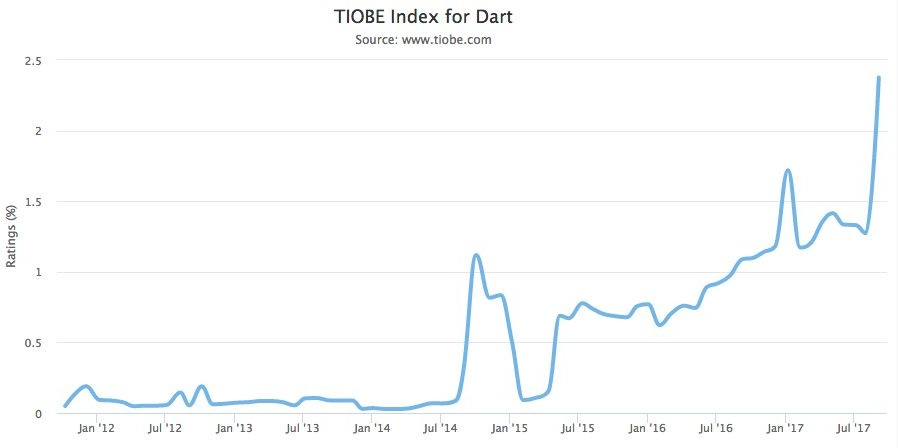 TIOBE Index for Dart
Source: www.tiobe.com
Ratings (%)
2.5
2
1.5
1
0.5
0
Jan '12 Jul '12 Jan '13 Jul '13 Jan '14 Jul '14 Jan '15 Jul '15 Jan '16 Jul '16 Jan '17 Jul '17